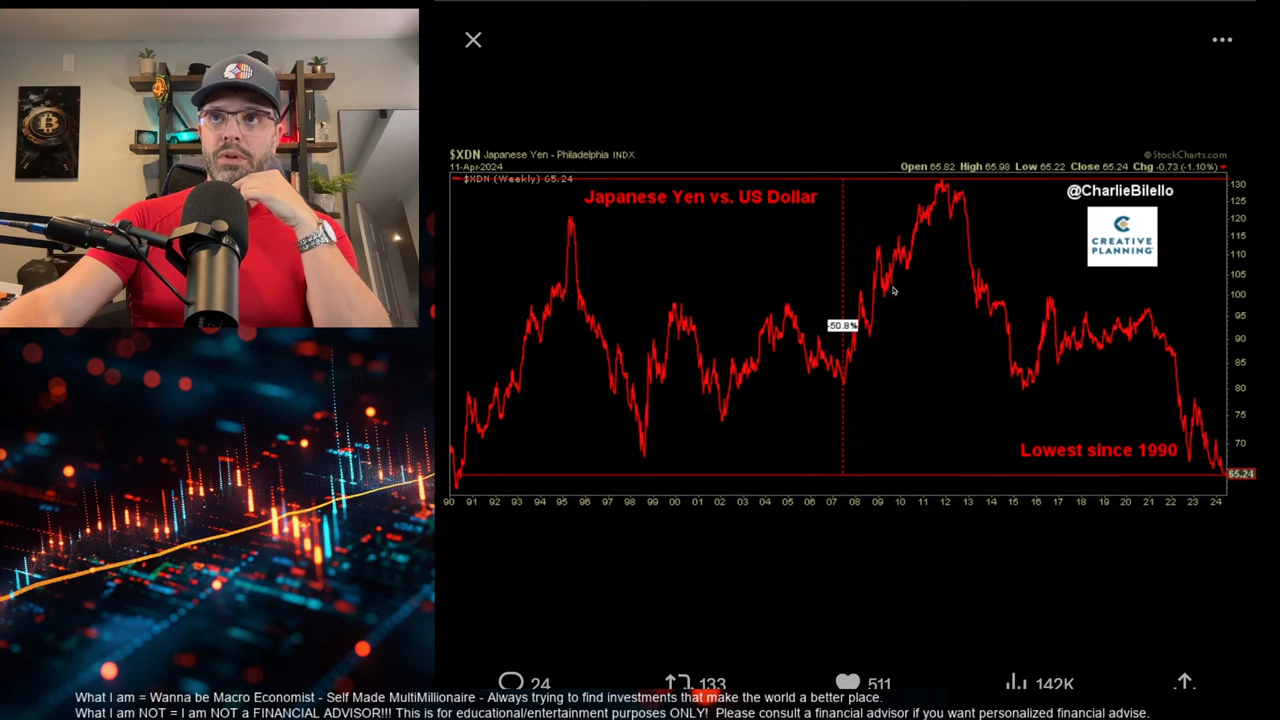 $XDN Japanese Yen - Philadelphia INDX
© StockCharts.com
11-Apr-2024
Open 65.82 High 65.98 Low 65.22 Close 65.24 Chg -0.73 (-1.10%)
$XDN (Weekly) 65.24
Japanese Yen vs. US Dollar
@CharlieBilello
CREATIVE
PLANNING
-50.8%
Lowest since 1990
130
125
120
115
110
105
100
95
90
85
80
75
70
65.24
90 91 92 93 94 95 96 97 98 99 00 01 02 03 04 05 06 07 08 09 10 11 12 13 14 15 16 17 18 19 20 21 22 23 24
24 133 511 142K
What I am = Wanna be Macro Economist - Self Made MultiMillionaire - Always trying to find investments that make the world a better place.
What I am NOT = I am NOT a FINANCIAL ADVISOR!!! This is for educational/entertainment purposes ONLY! Please consult a financial advisor if you want personalized financial advise.